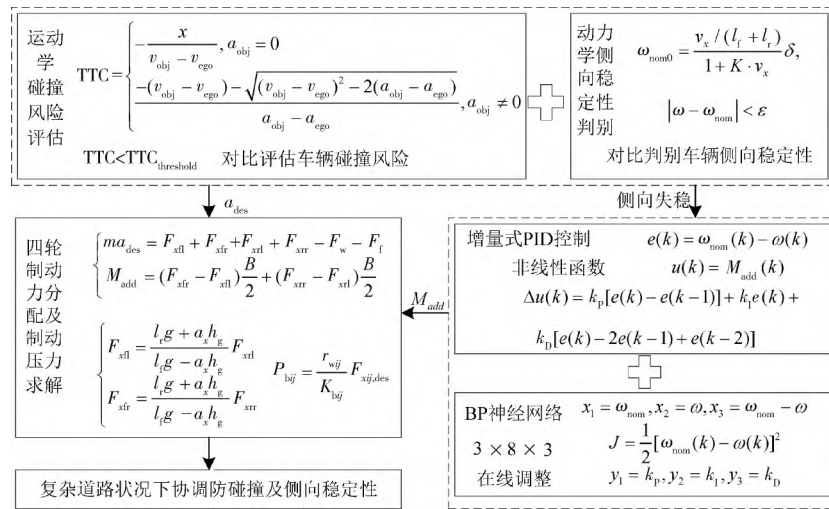 运动学碰撞风险评估
TTC = { -x/(v_obj - v_ego), a_obj = 0
{ (-(v_obj - v_ego) - √((v_obj - v_ego)² - 2(a_obj - a_ego)))/(a_obj - a_ego), a_obj ≠ 0
TTC<TTC_threshold 对比评估车辆碰撞风险
动力学侧向稳定性判别
ω_nom0 = (v_x / (l_f + l_r))/(1 + K · v_x) δ,
|ω - ω_nom| < ε
对比判别车辆侧向稳定性
a_des
侧向失稳
四轮制动力分配及制动压力求解
{ ma_des = F_xfl + F_xfr + F_xrl + F_xrr - F_w - F_f
{ M_add = (F_xfr - F_xfl) B/2 + (F_xrr - F_xrl) B/2
{ F_xfl = (l_r g + a_x h_g)/(l_f g - a_x h_g) F_xrl
{ F_xfr = (l_r g + a_x h_g)/(l_f g - a_x h_g) F_xrr
P_bij = r_wij/K_bij F_xij,des
M_add
增量式PID控制 e(k) = ω_nom(k) - ω(k)
非线性函数 u(k) = M_add(k)
Δu(k) = k_P[e(k) - e(k-1)] + k_I e(k) +
k_D[e(k) - 2e(k-1) + e(k-2)]
BP神经网络 x_1 = ω_nom, x_2 = ω, x_3 = ω_nom - ω
3 × 8 × 3 J = 1/2 [ω_nom(k) - ω(k)]²
在线调整 y_1 = k_P, y_2 = k_I, y_3 = k_D
复杂道路状况下协调防碰撞及侧向稳定性